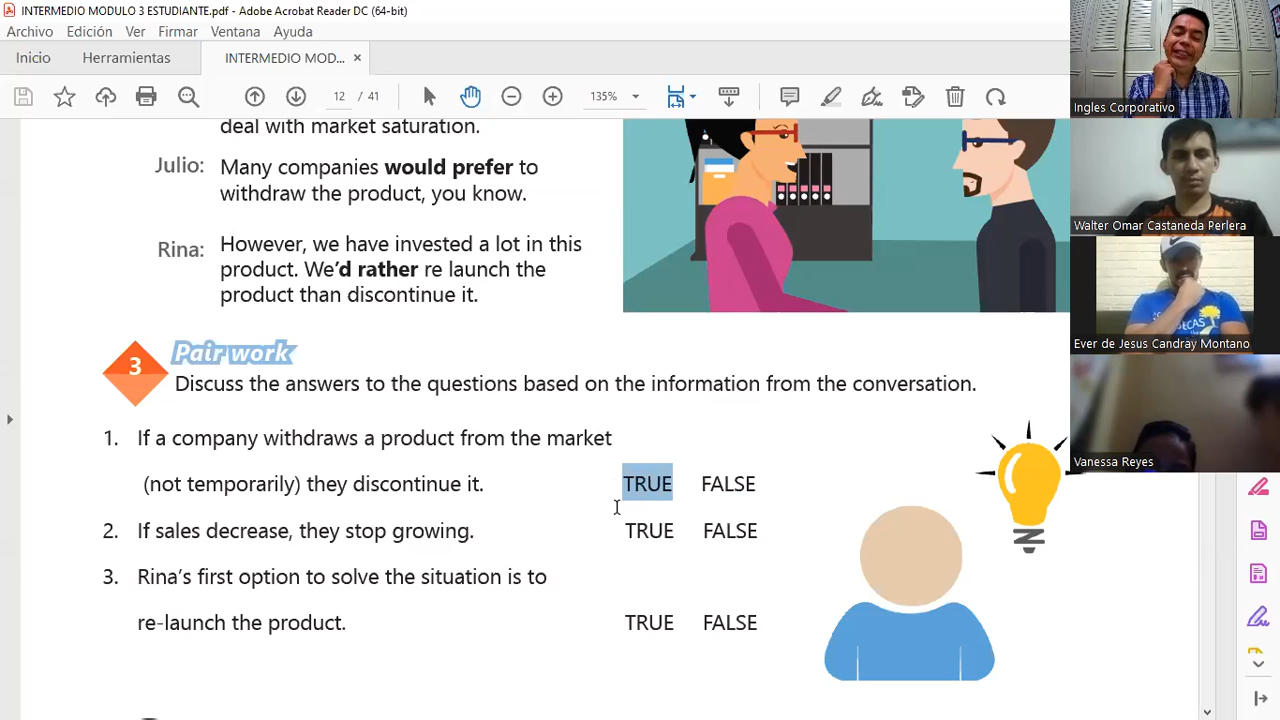 INTERMEDIO MODULO 3 ESTUDIANTE.pdf - Adobe Acrobat Reader DC (64-bit)
Archivo Edición Ver Firmar Ventana Ayuda
Inicio Herramientas INTERMEDIO MOD... ×
12 / 41 135%
deal with market saturation.
Julio: Many companies would prefer to
withdraw the product, you know.
Rina: However, we have invested a lot in this
product. We'd rather re launch the
product than discontinue it.
3 Pair work
Discuss the answers to the questions based on the information from the conversation.
1. If a company withdraws a product from the market
(not temporarily) they discontinue it. TRUE FALSE
2. If sales decrease, they stop growing. TRUE FALSE
3. Rina's first option to solve the situation is to
re-launch the product. TRUE FALSE
Ingles Corporativo
Walter Omar Castaneda Perlera
Ever de Jesus Candray Montano
Vanessa Reyes